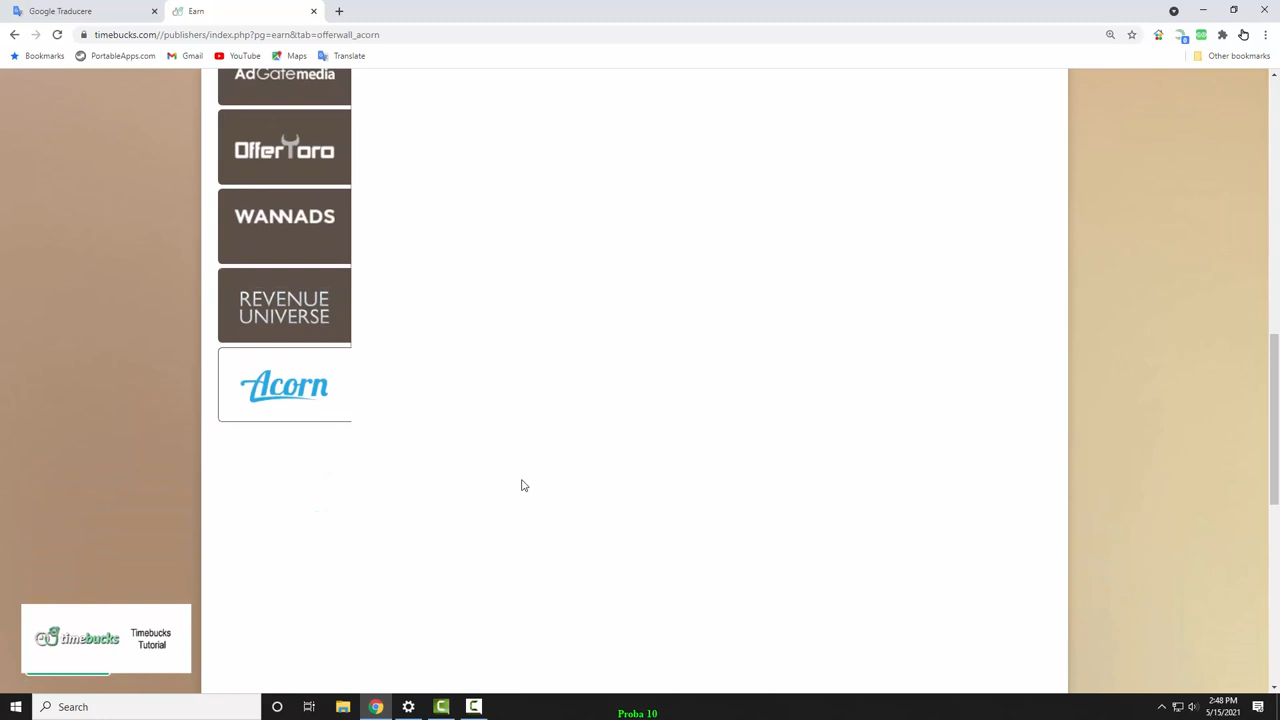 Google Traducere
Earn
timebucks.com//publishers/index.php?pg=earn&tab=offerwall_acorn
Bookmarks
PortableApps.com
Gmail
YouTube
Maps
Translate
Other bookmarks
AdGatemedia
OfferToro
WANNADS
REVENUE
UNIVERSE
Acorn
timebucks
Timebucks
Tutorial
Search
2:48 PM
5/15/2021
Proba 10